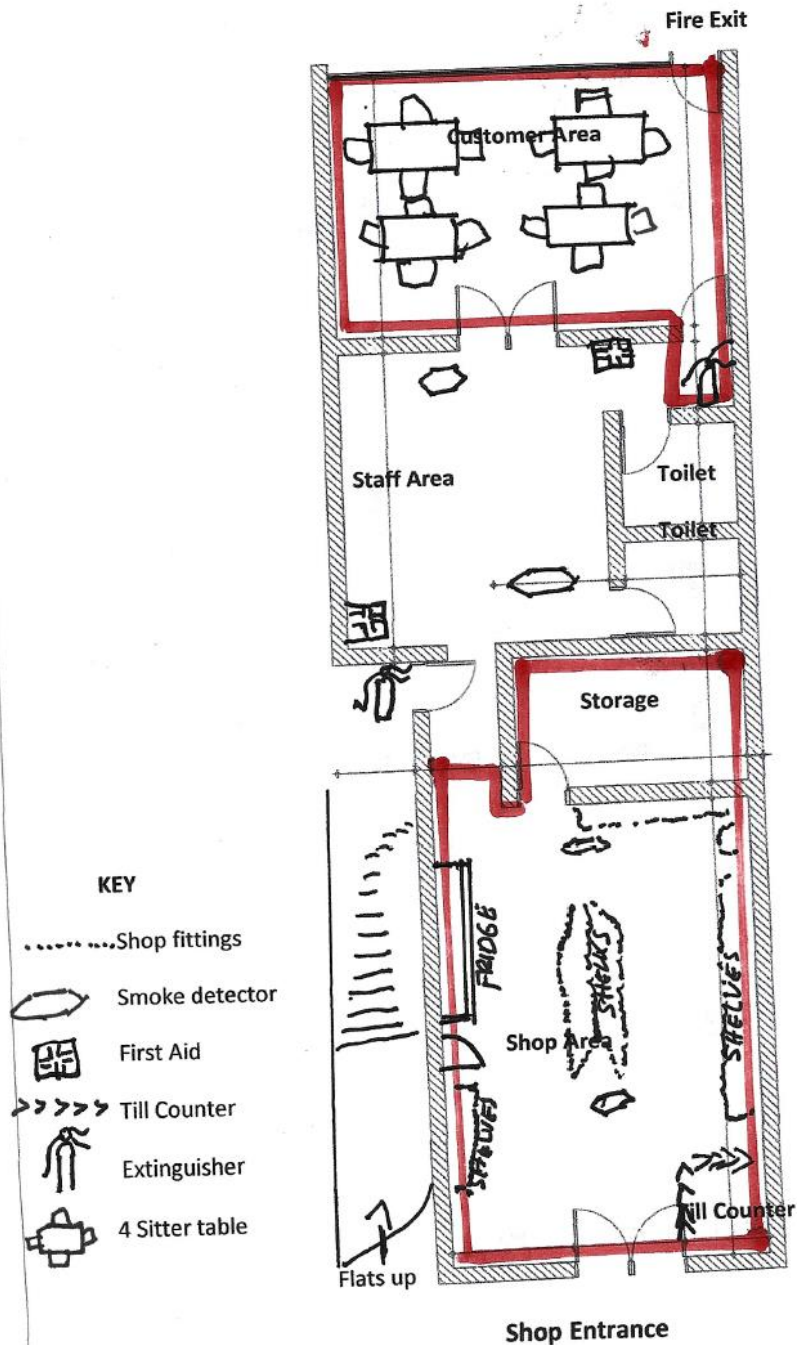 Fire Exit
Customer Area
Staff Area
Toilet
Toilet
Storage
KEY
Shop fittings
Smoke detector
First Aid
Till Counter
Extinguisher
4 Sitter table
FRIDGE
SHELVES
Shop Area
SHELVES
SHELVES
Till Counter
Flats up
Shop Entrance